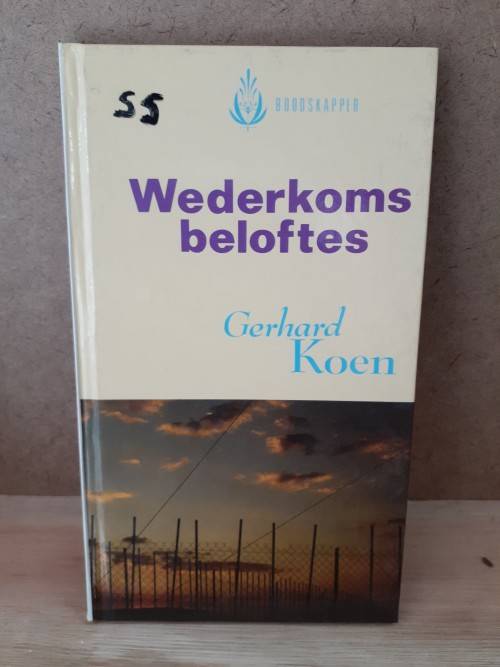 BOODSKAPPER
55
Wederkoms
beloftes
Gerhard
Koen